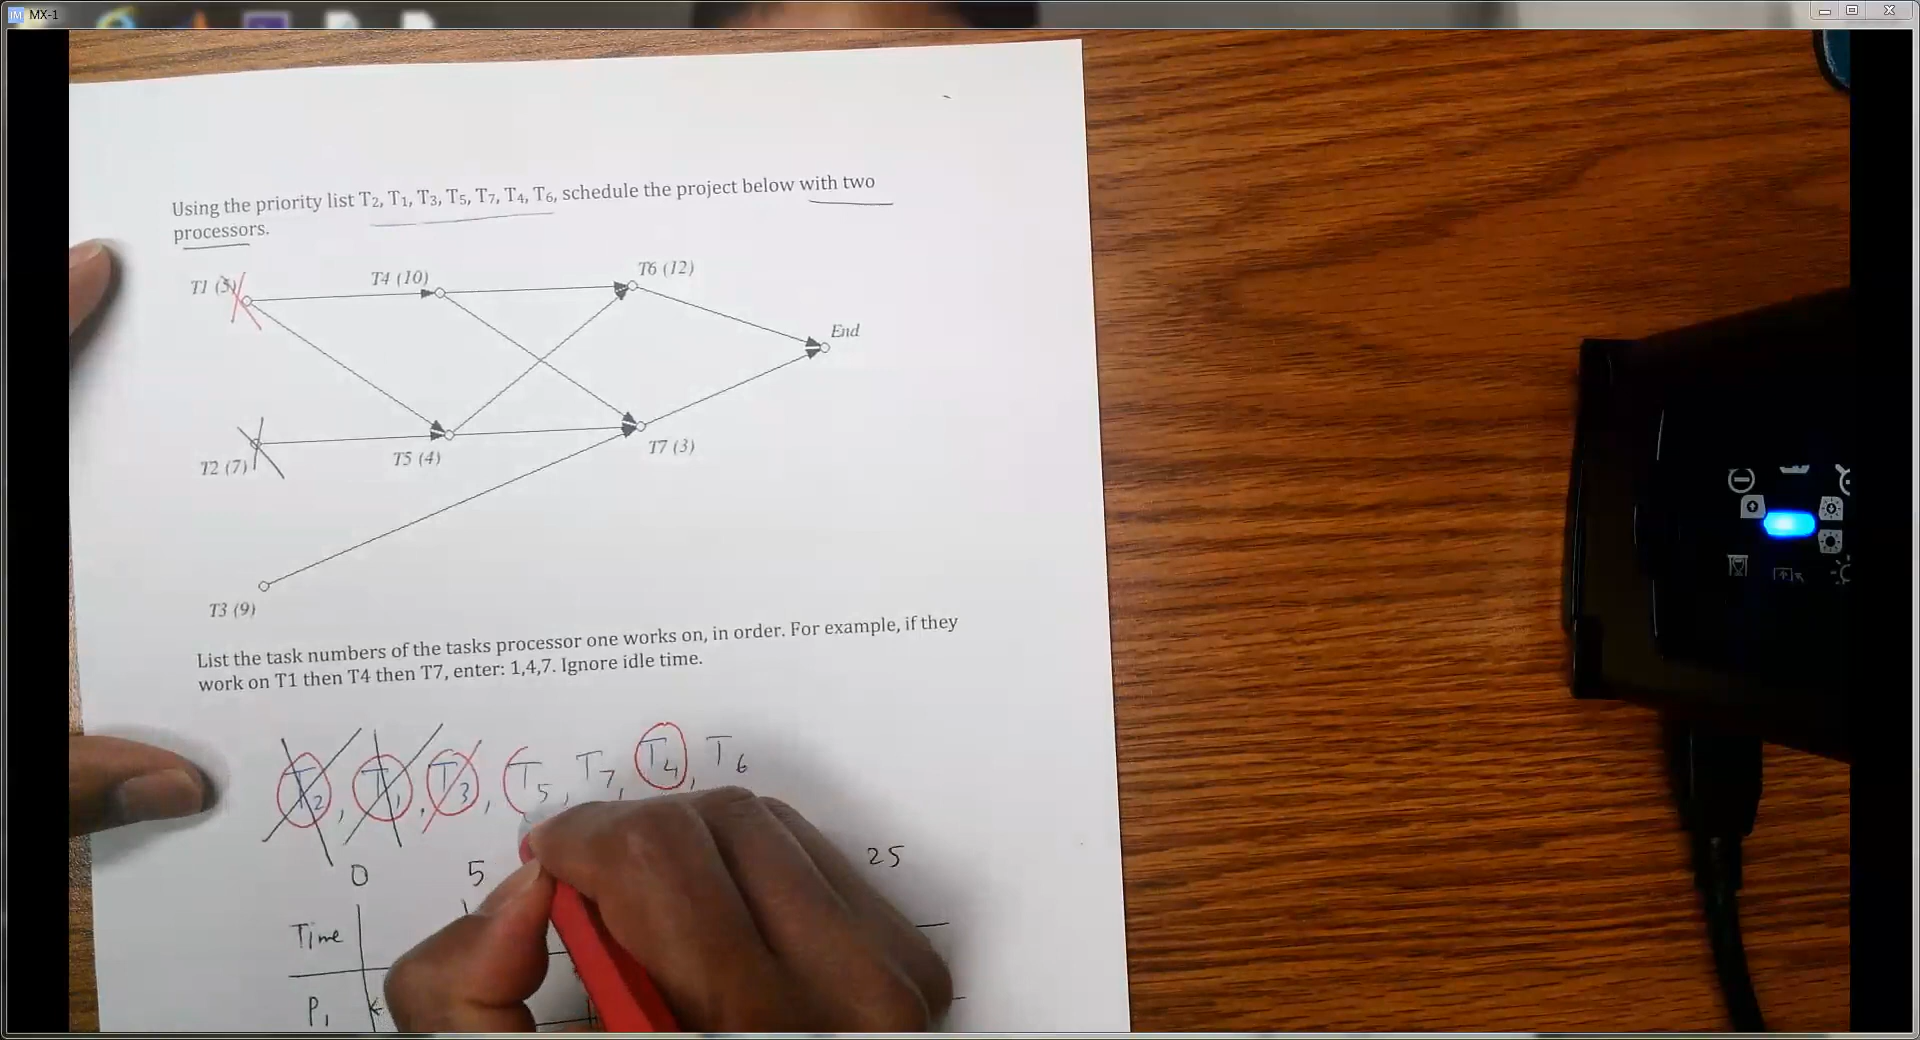 MX-1
Using the priority list T2, T1, T3, T5, T7, T4, T6, schedule the project below with two
processors.
T6 (12)
T4 (10)
T1 (5)
End
T7 (3)
T5 (4)
T2 (7)
T3 (9)
List the task numbers of the tasks processor one works on, in order. For example, if they
work on T1 then T4 then T7, enter: 1,4,7. Ignore idle time.
T2, T1, T3, T5, T7, T4, T6
0 5 25
Time
P1